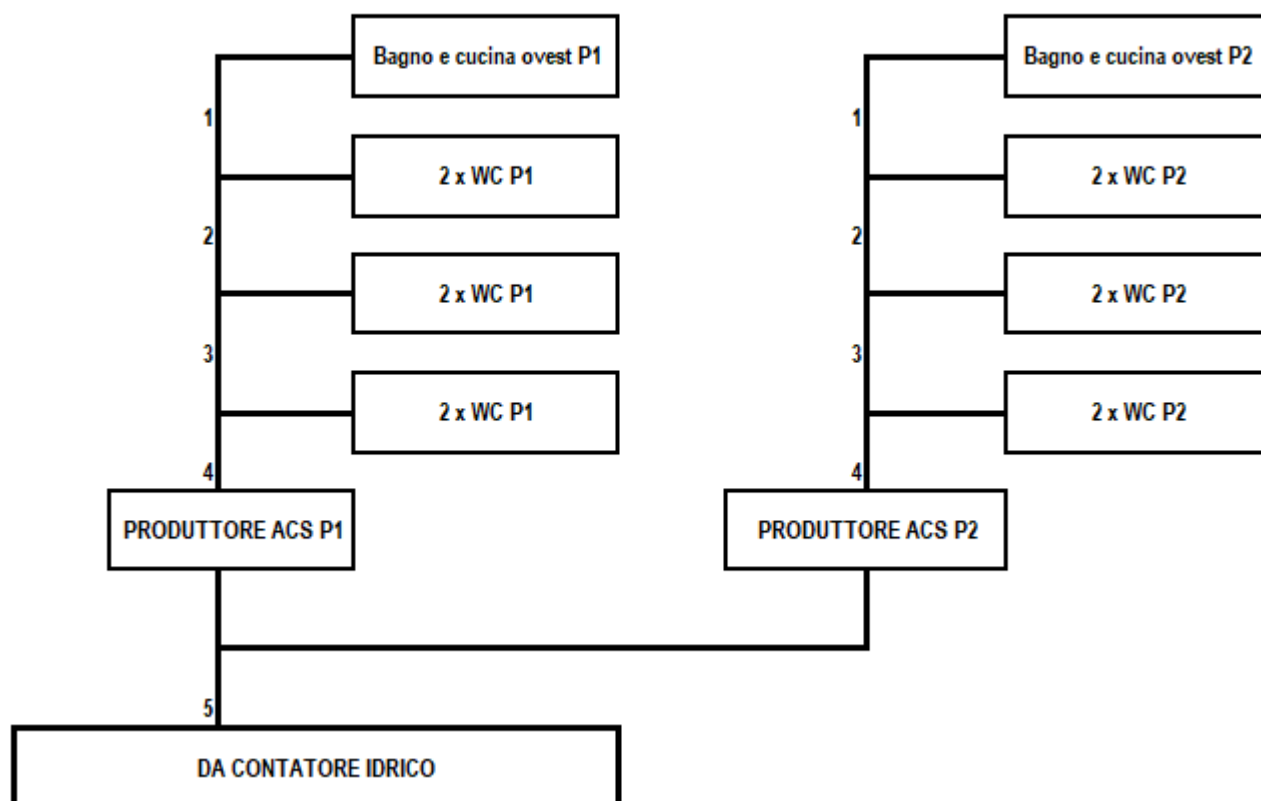 Bagno e cucina ovest P1
Bagno e cucina ovest P2
1
1
2 x WC P1
2 x WC P2
2
2
2 x WC P1
2 x WC P2
3
3
2 x WC P1
2 x WC P2
4
4
PRODUTTORE ACS P1
PRODUTTORE ACS P2
5
DA CONTATORE IDRICO